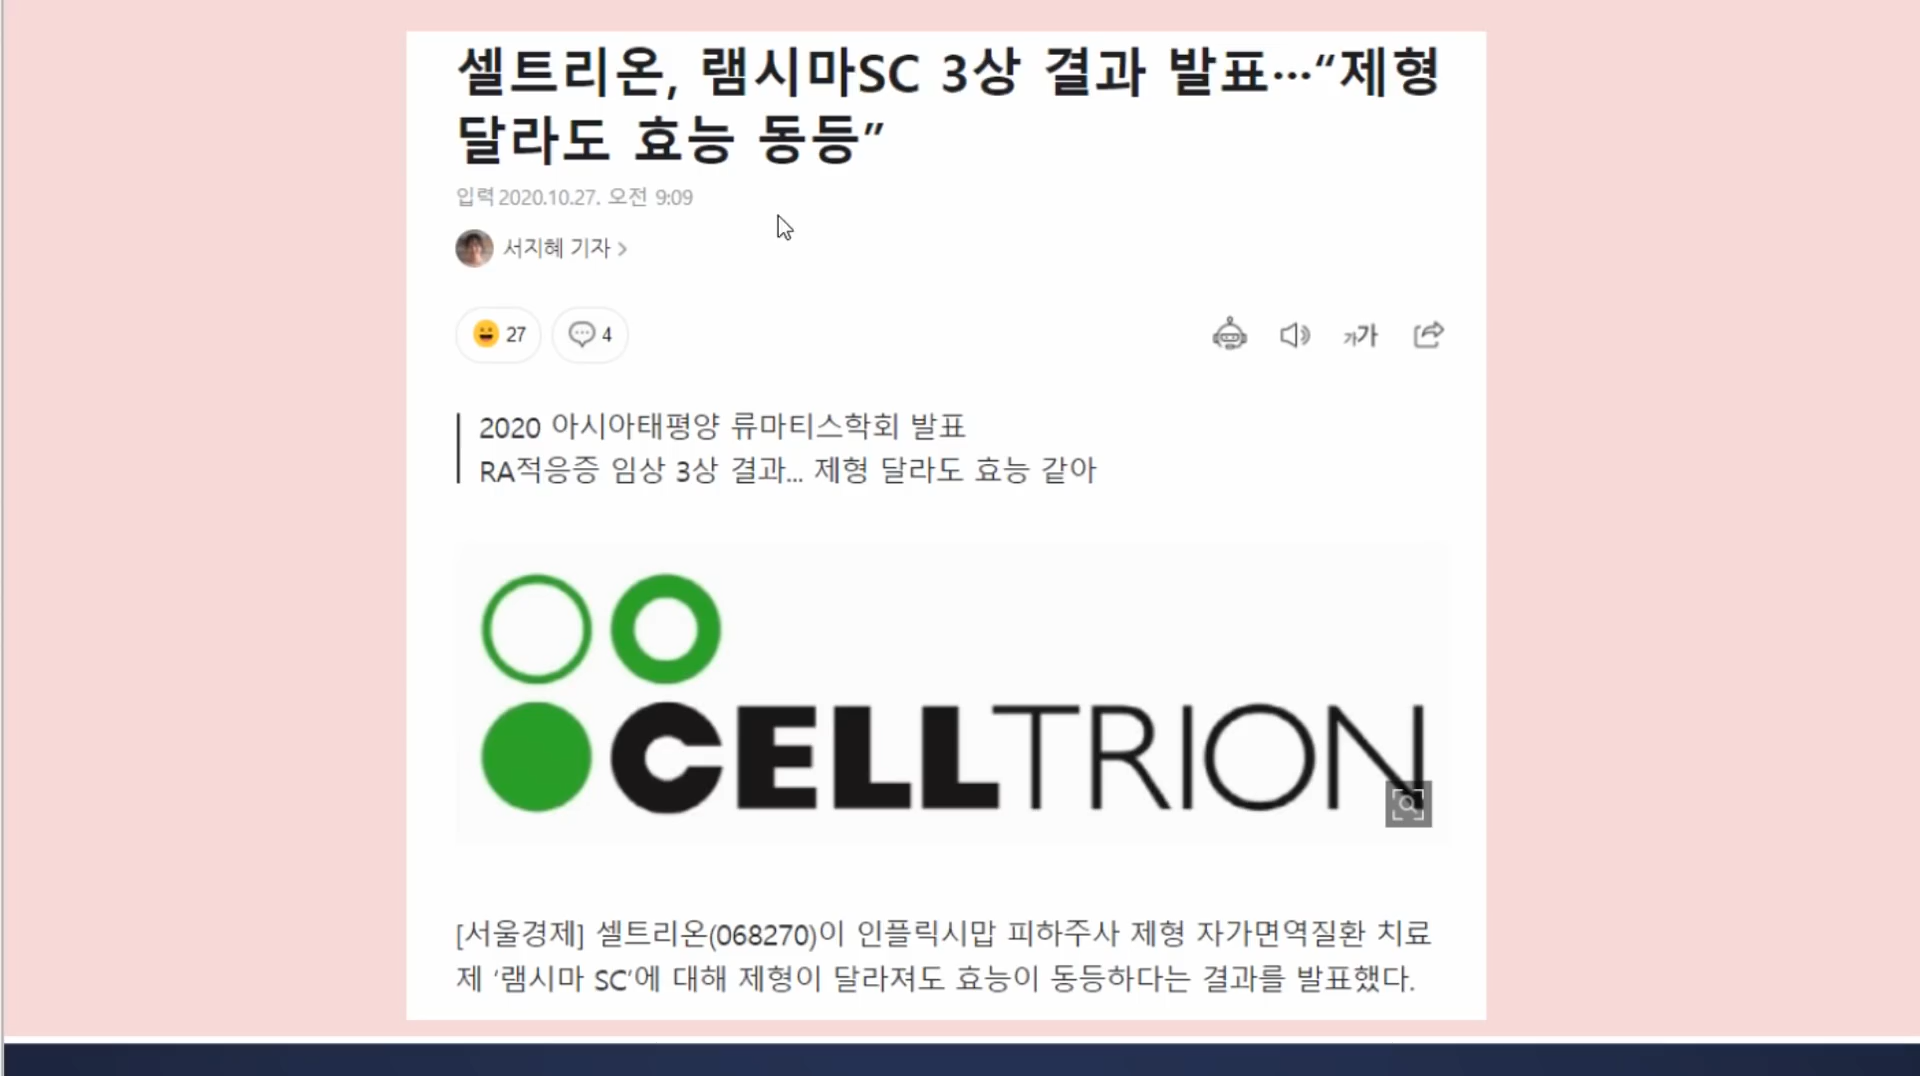 셀트리온, 램시마SC 3상 결과 발표…“제형
달라도 효능 동등”
입력 2020.10.27. 오전 9:09
서지혜 기자
27
4
가가
2020 아시아태평양 류마티스학회 발표
RA적응증 임상 3상 결과... 제형 달라도 효능 같아
CELLTRION
[서울경제] 셀트리온(068270)이 인플릭시맙 피하주사 제형 자가면역질환 치료
제 ‘램시마 SC’에 대해 제형이 달라져도 효능이 동등하다는 결과를 발표했다.